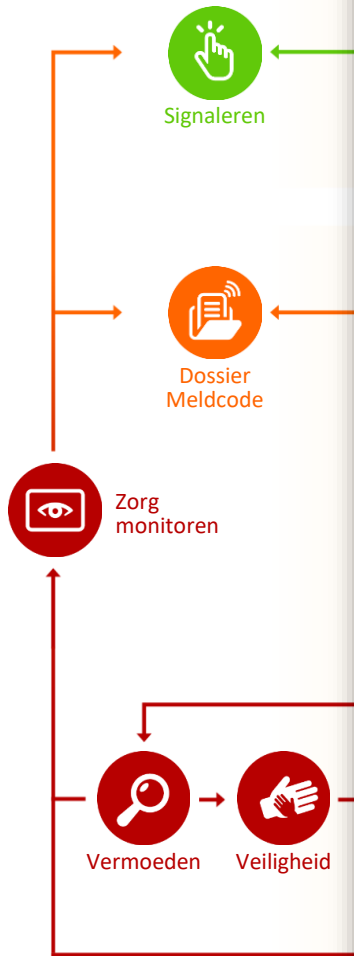 Signaleren
Dossier
Meldcode
Zorg
monitoren
Vermoeden
Veiligheid